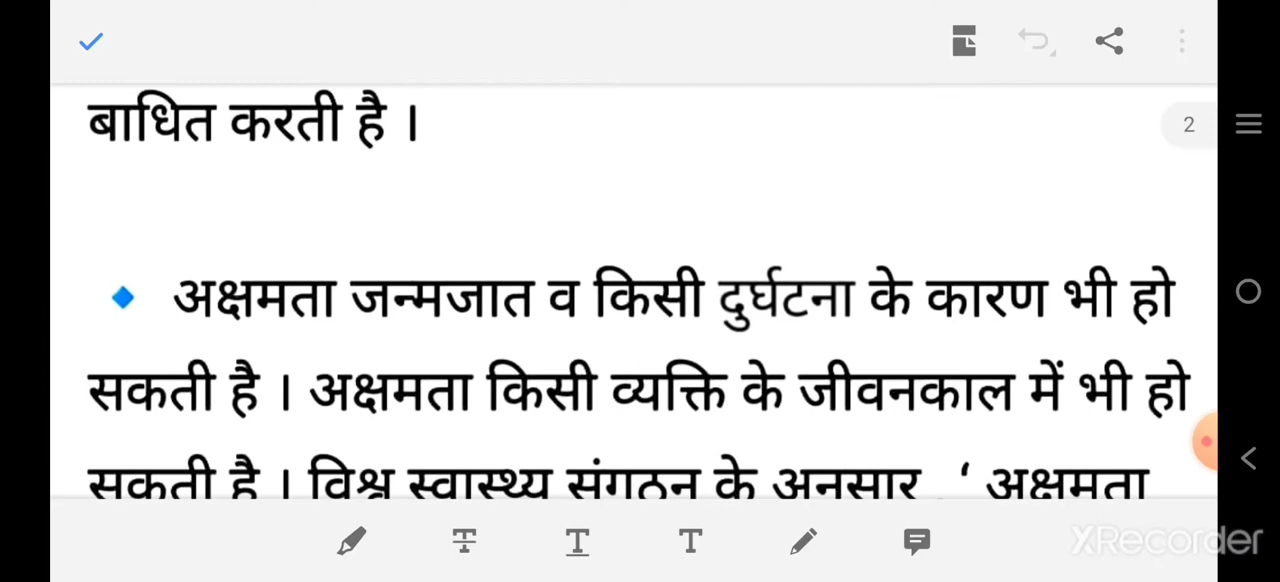 बाधित करती है ।
2
🔹 अक्षमता जन्मजात व किसी दुर्घटना के कारण भी हो
सकती है । अक्षमता किसी व्यक्ति के जीवनकाल में भी हो
सकती है । विश्व स्वास्थ्य संगठन के अनुसार , ‘ अक्षमता
T T T
XRecorder